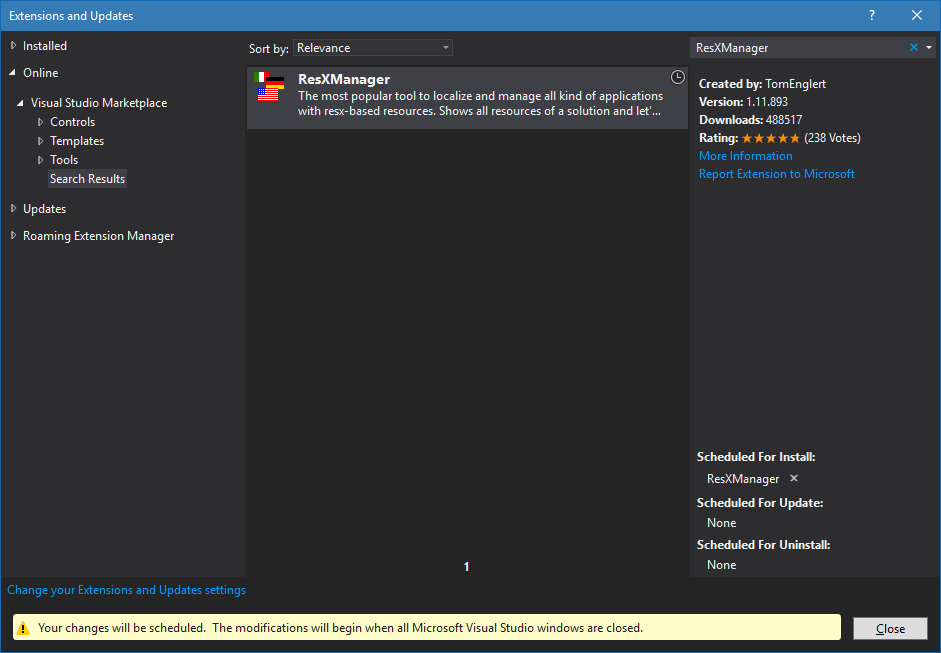 Extensions and Updates
?
Installed
Online
Visual Studio Marketplace
Controls
Templates
Tools
Search Results
Updates
Roaming Extension Manager
Sort by: Relevance
ResXManager
The most popular tool to localize and manage all kind of applications
with resx-based resources. Shows all resources of a solution and let'...
1
ResXManager
Created by: TomEnglert
Version: 1.11.893
Downloads: 488517
Rating: ★★★★★ (238 Votes)
More Information
Report Extension to Microsoft
Scheduled For Install:
ResXManager
Scheduled For Update:
None
Scheduled For Uninstall:
None
Change your Extensions and Updates settings
Your changes will be scheduled. The modifications will begin when all Microsoft Visual Studio windows are closed.
Close